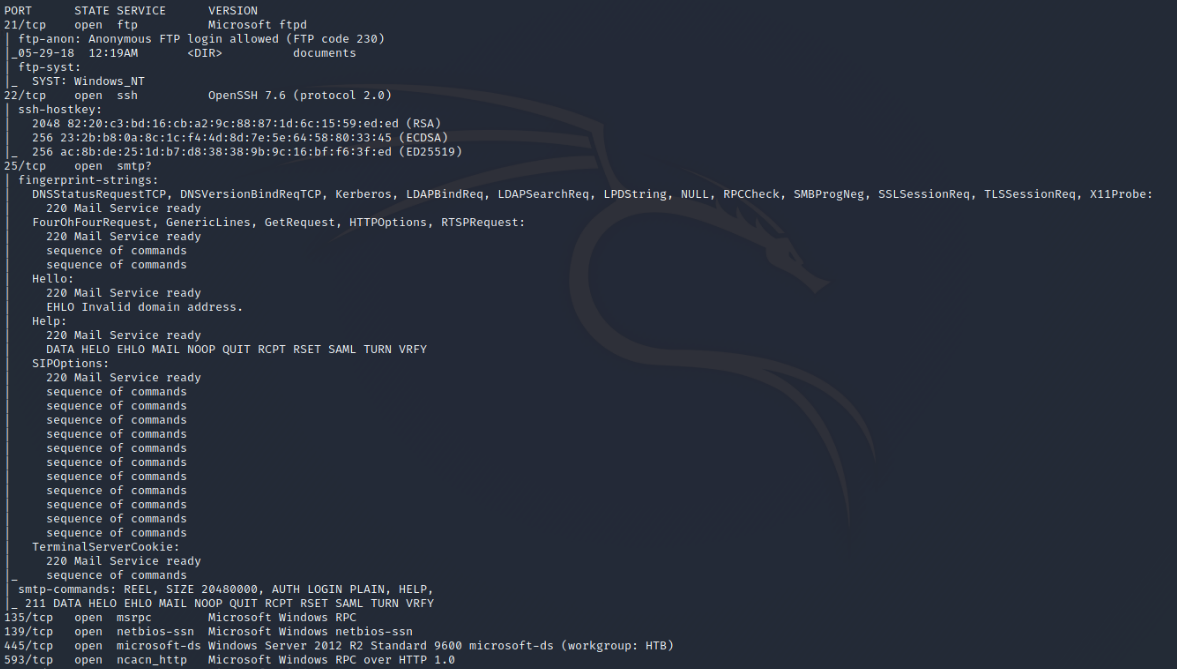 PORT      STATE SERVICE      VERSION
21/tcp    open  ftp          Microsoft ftpd
| ftp-anon: Anonymous FTP login allowed (FTP code 230)
|_05-29-18  12:19AM       <DIR>          documents
| ftp-syst:
|_  SYST: Windows_NT
22/tcp    open  ssh          OpenSSH 7.6 (protocol 2.0)
| ssh-hostkey:
|   2048 82:20:c3:bd:16:cb:a2:9c:88:87:1d:6c:15:59:ed:ed (RSA)
|   256 23:2b:b8:0a:8c:1c:f4:4d:8d:7e:5e:64:58:80:33:45 (ECDSA)
|_  256 ac:8b:de:25:1d:b7:d8:38:38:9b:9c:16:bf:f6:3f:ed (ED25519)
25/tcp    open  smtp?
| fingerprint-strings:
|   DNSStatusRequestTCP, DNSVersionBindReqTCP, Kerberos, LDAPBindReq, LDAPSearchReq, LPDString, NULL, RPCCheck, SMBProgNeg, SSLSessionReq, TLSSessionReq, X11Probe:
|     220 Mail Service ready
|   FourOhFourRequest, GenericLines, GetRequest, HTTPOptions, RTSPRequest:
|     220 Mail Service ready
|     sequence of commands
|     sequence of commands
|   Hello:
|     220 Mail Service ready
|     EHLO Invalid domain address.
|   Help:
|     220 Mail Service ready
|     DATA HELO EHLO MAIL NOOP QUIT RCPT RSET SAML TURN VRFY
|   SIPOptions:
|     220 Mail Service ready
|     sequence of commands
|     sequence of commands
|     sequence of commands
|     sequence of commands
|     sequence of commands
|     sequence of commands
|     sequence of commands
|     sequence of commands
|     sequence of commands
|     sequence of commands
|     sequence of commands
|   TerminalServerCookie:
|     220 Mail Service ready
|_    sequence of commands
| smtp-commands: REEL, SIZE 20480000, AUTH LOGIN PLAIN, HELP,
|_ 211 DATA HELO EHLO MAIL NOOP QUIT RCPT RSET SAML TURN VRFY
135/tcp   open  msrpc        Microsoft Windows RPC
139/tcp   open  netbios-ssn  Microsoft Windows netbios-ssn
445/tcp   open  microsoft-ds Windows Server 2012 R2 Standard 9600 microsoft-ds (workgroup: HTB)
593/tcp   open  ncacn_http   Microsoft Windows RPC over HTTP 1.0